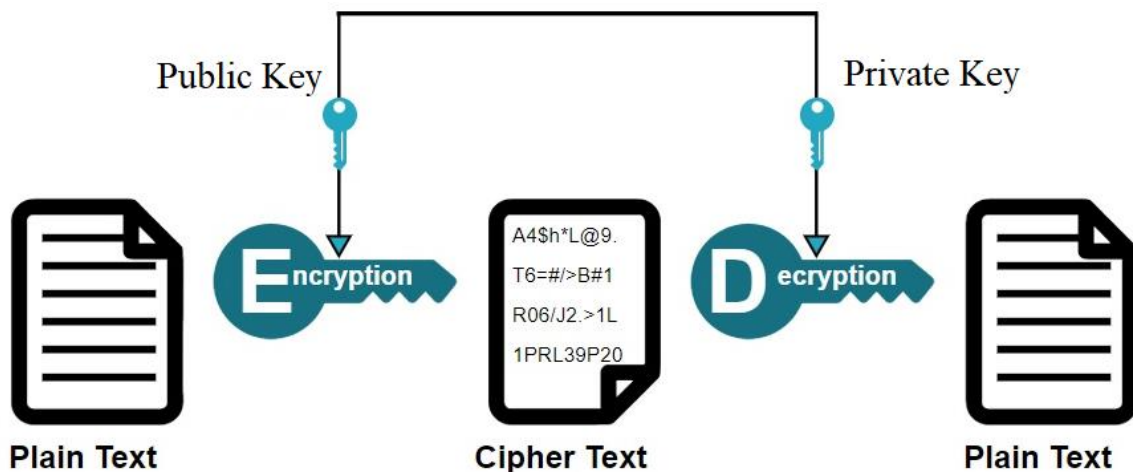 Public Key
Private Key
Encryption
A4$h*L@9.
T6=#/>B#1
R06/J2.>1L
1PRL39P20
Decryption
Plain Text
Cipher Text
Plain Text